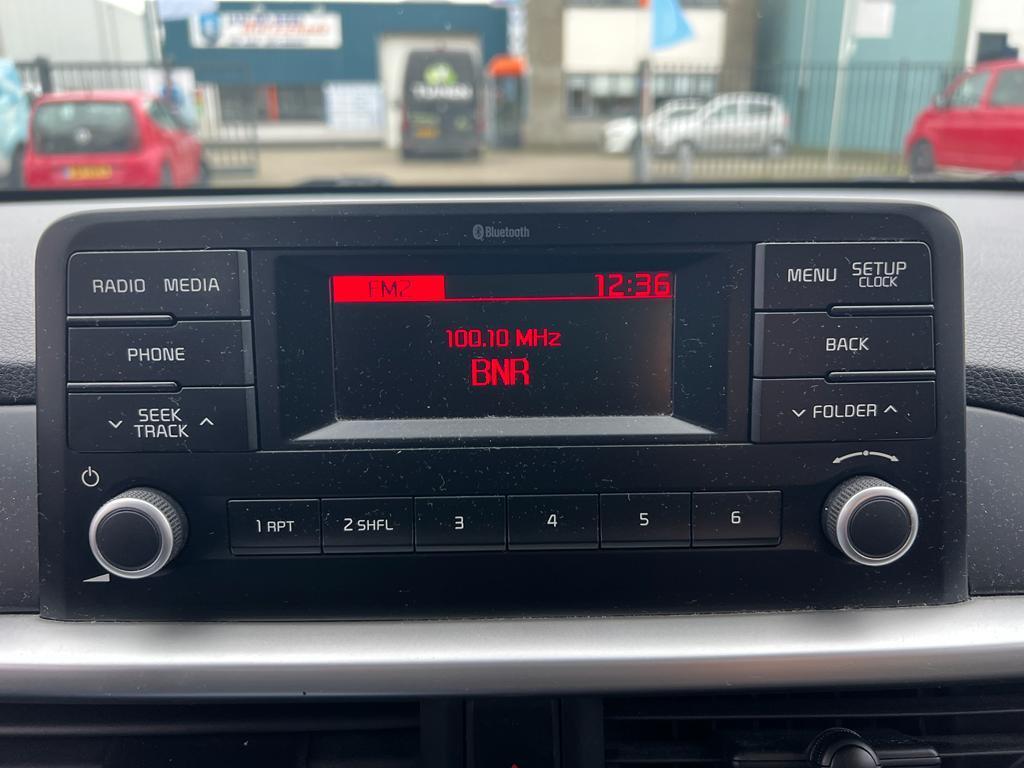 Bluetooth
RADIO MEDIA
PHONE
SEEK
TRACK
FM2 12:36
100.10 MHz
BNR
MENU SETUP
CLOCK
BACK
FOLDER
1 RPT
2 SHFL
3
4
5
6